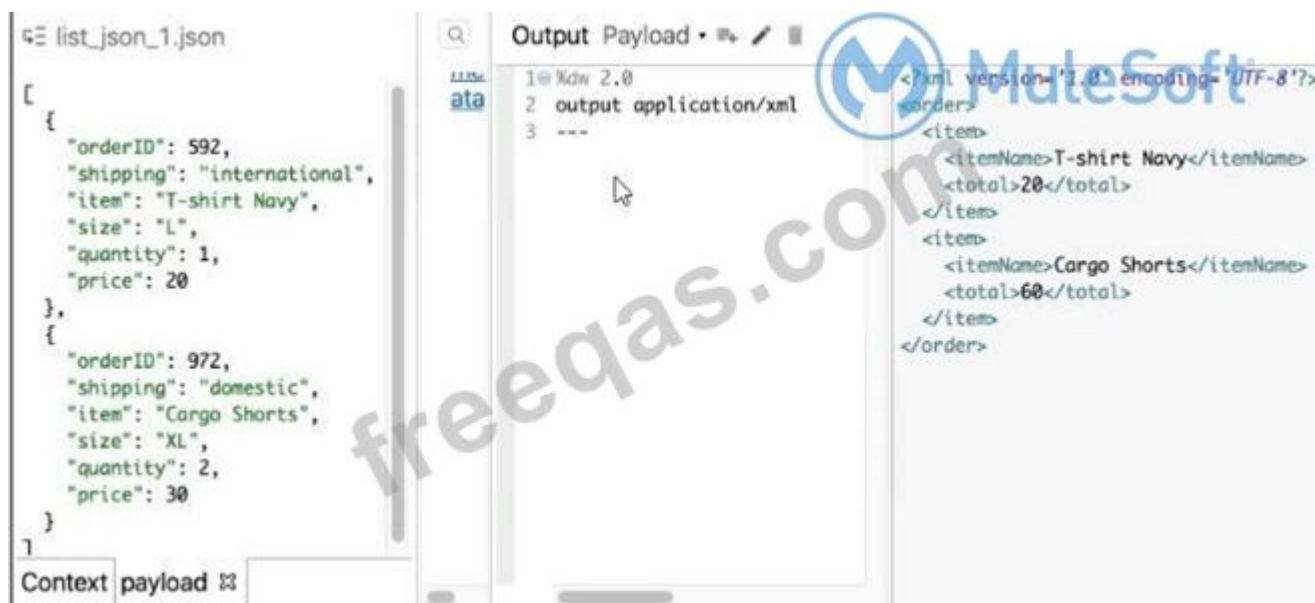 list_json_1.json
[
{
"orderID": 592,
"shipping": "international",
"item": "T-shirt Navy",
"size": "L",
"quantity": 1,
"price": 20
},
{
"orderID": 972,
"shipping": "domestic",
"item": "Cargo Shorts",
"size": "XL",
"quantity": 2,
"price": 30
}
]
Context payload
ata
Output Payload
1 %dw 2.0
2 output application/xml
3 ---
MuleSoft
<?xml version='1.0' encoding='UTF-8'?>
<order>
<item>
<itemName>T-shirt Navy</itemName>
<total>20</total>
</item>
<item>
<itemName>Cargo Shorts</itemName>
<total>60</total>
</item>
</order>
freeqas.com